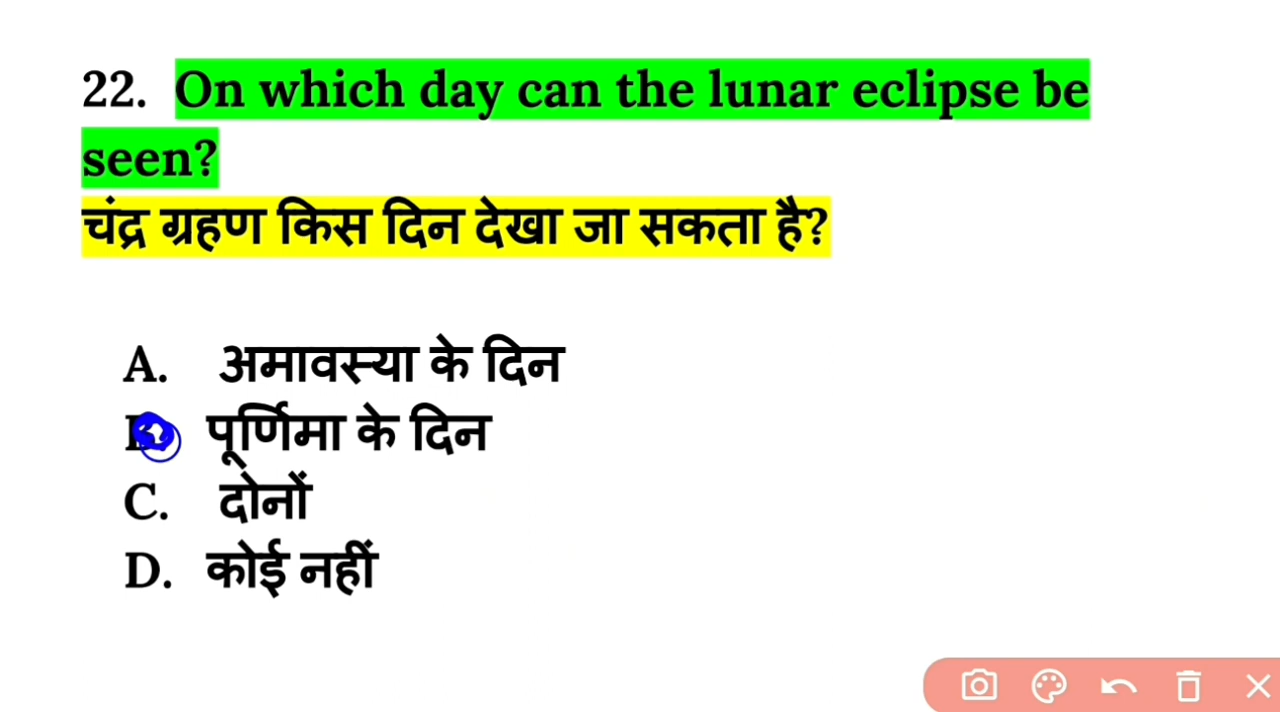 22. On which day can the lunar eclipse be
seen?
चंद्र ग्रहण किस दिन देखा जा सकता है?
A. अमावस्या के दिन
पूर्णिमा के दिन
C. दोनों
D. कोई नहीं